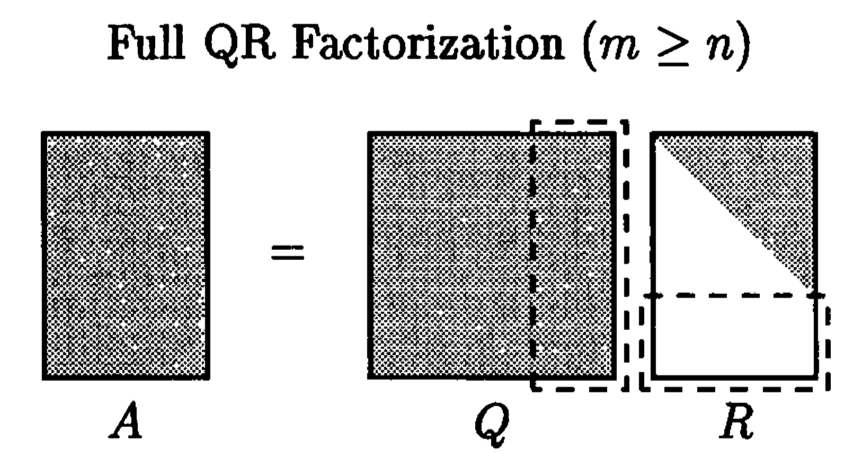 Full QR Factorization (m ≥ n)
=
A Q R